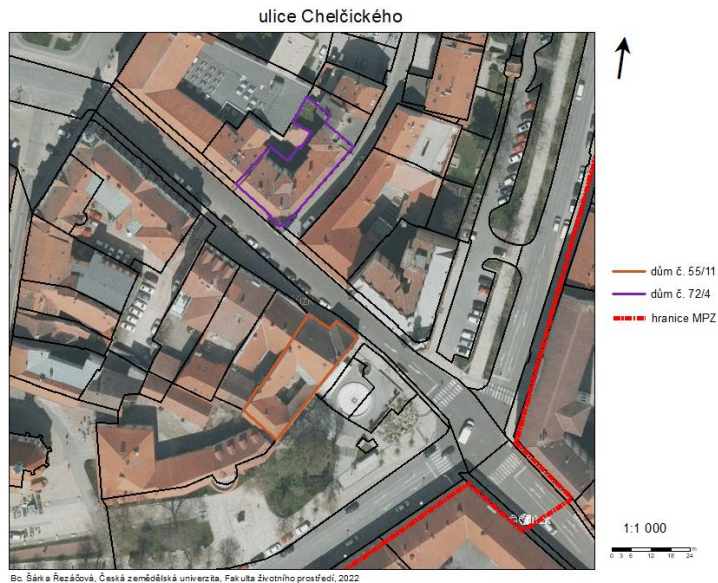 ulice Chelčického
dům č. 55/11
dům č. 72/4
hranice MPZ
1:1 000
0 3 6 12 18 24 m
Bc. Šárka Řezáčová, Česká zemědělská univerzita, Fakulta životního prostředí, 2022